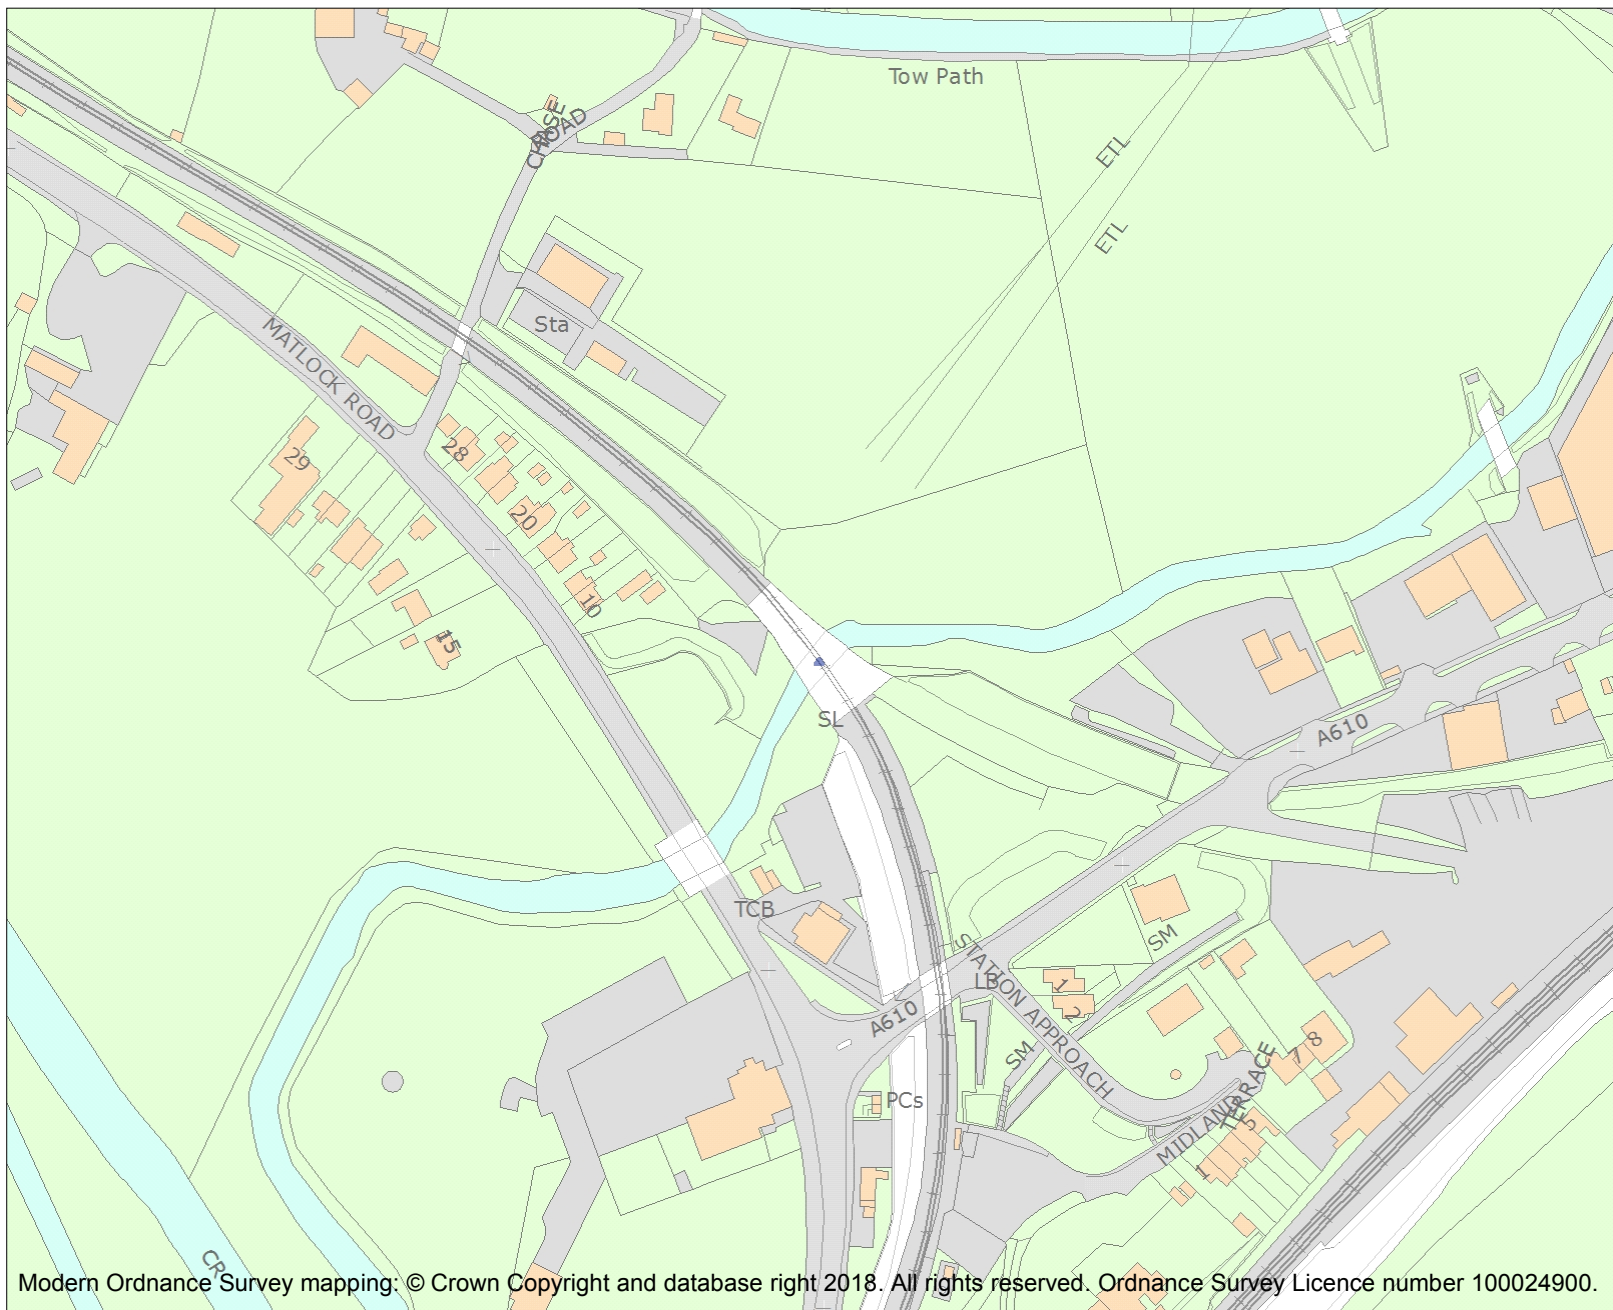 Tow Path
CHASE
ROAD
ETL
ETL
Sta
MATLOCK ROAD
28
29
20
10
15
SL
A610
TCB
STATION APPROACH
SM
LB
1
2
A610
SM
8
7
PCs
MIDLAND
TERRACE
5
1
CR
Modern Ordnance Survey mapping: © Crown Copyright and database right 2018. All rights reserved. Ordnance Survey Licence number 100024900.